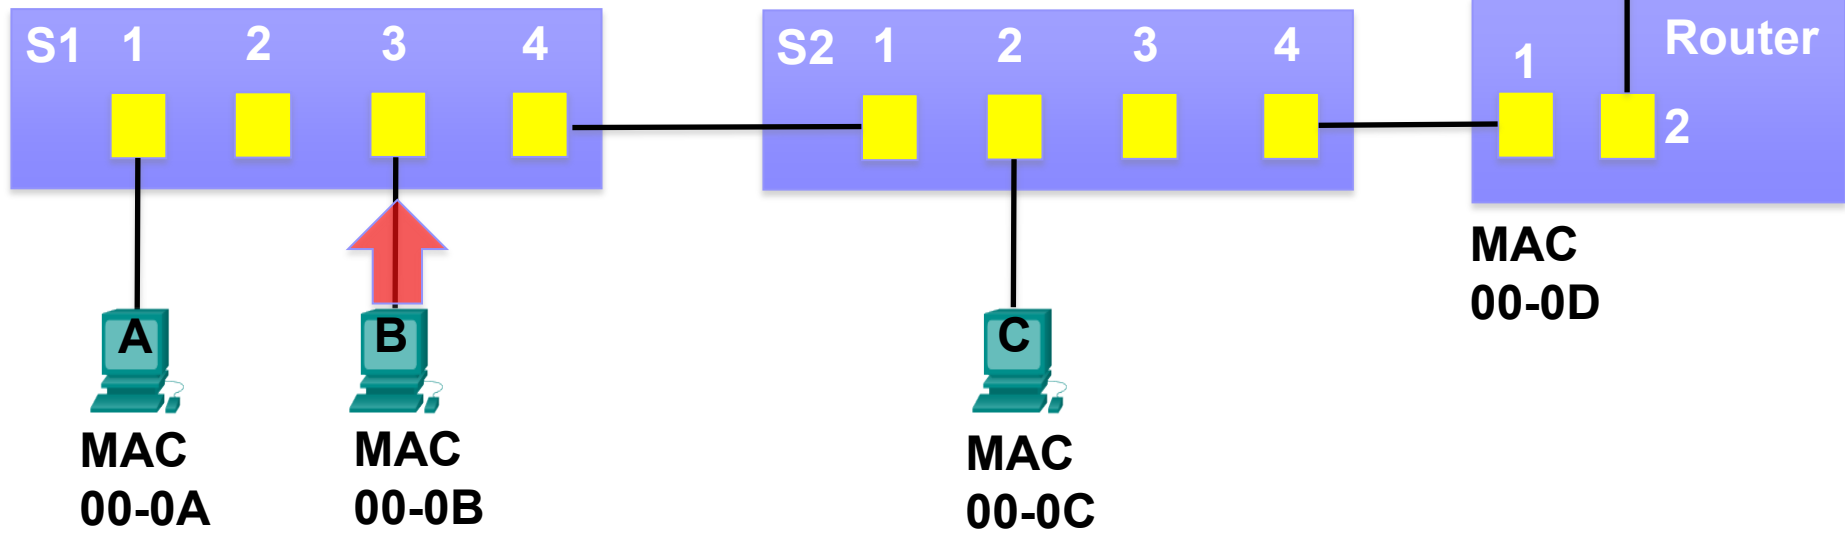 S1 1 2 3 4
S2 1 2 3 4
Router
1
2
A
MAC
00-0A
B
MAC
00-0B
C
MAC
00-0C
MAC
00-0D